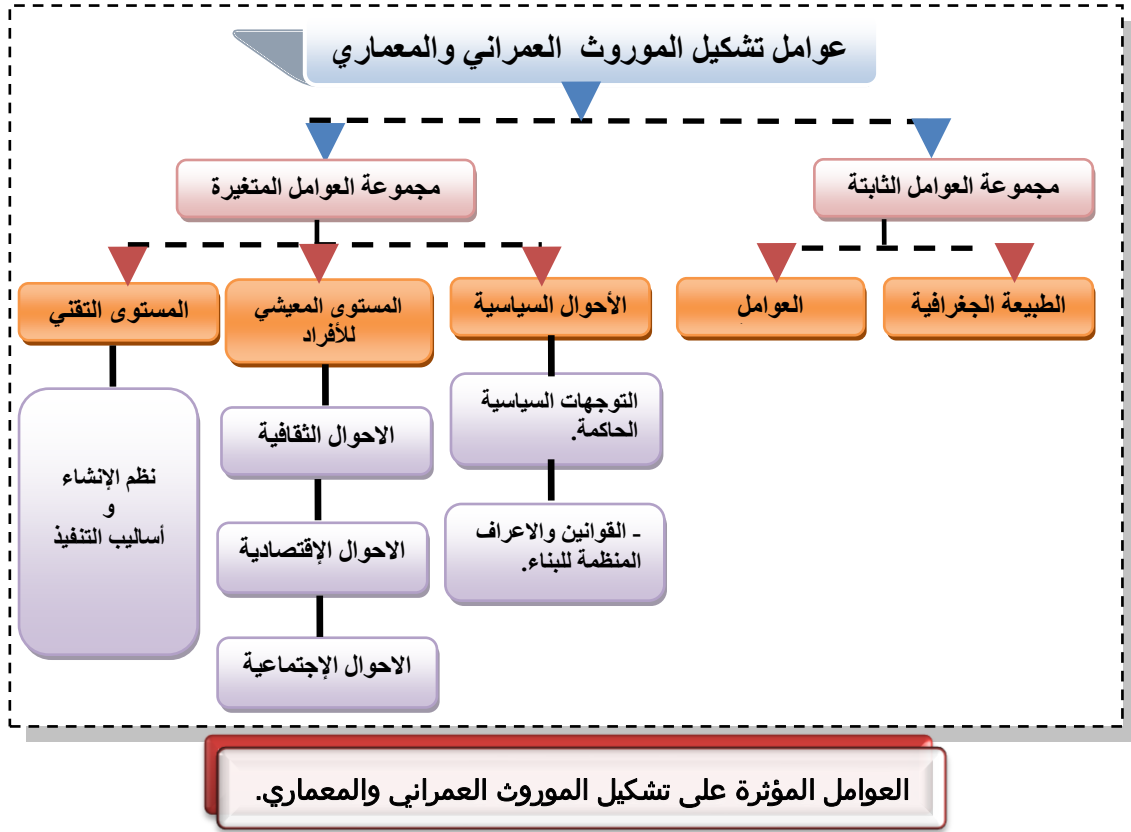 عوامل تشكيل الموروث العمراني والمعماري
مجموعة العوامل الثابتة
مجموعة العوامل المتغيرة
الطبيعة الجغرافية
العوامل
الأحوال السياسية
التوجهات السياسية
الحاكمة.
- القوانين والاعراف
المنظمة للبناء.
المستوى المعيشي
للأفراد
الاحوال الثقافية
الاحوال الإقتصادية
الاحوال الإجتماعية
المستوى التقني
نظم الإنشاء
و
أساليب التنفيذ
العوامل المؤثرة على تشكيل الموروث العمراني والمعماري.